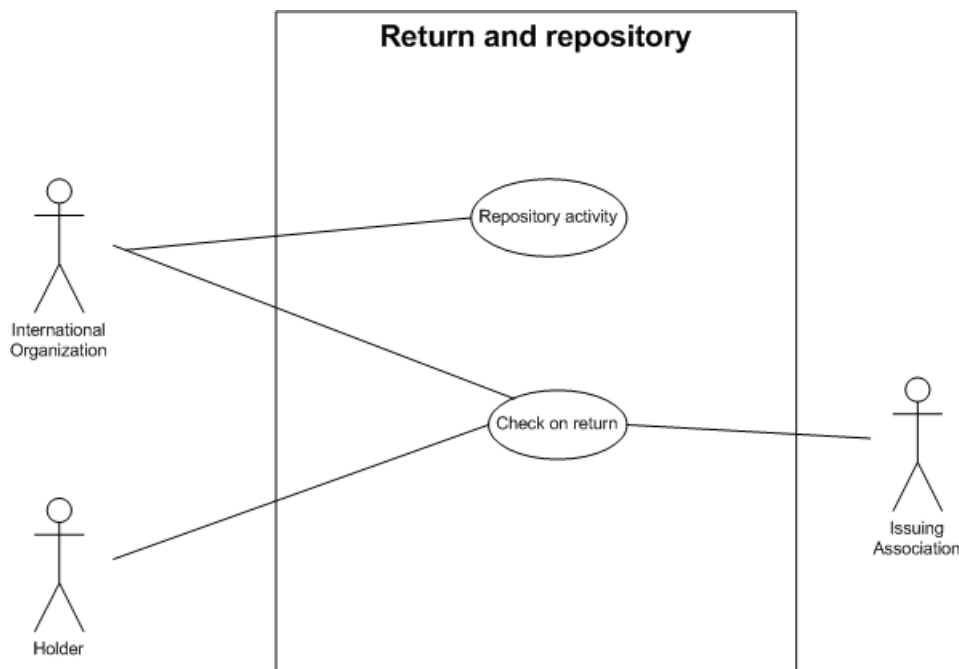 Return and repository
Repository activity
International
Organization
Check on return
Issuing
Association
Holder